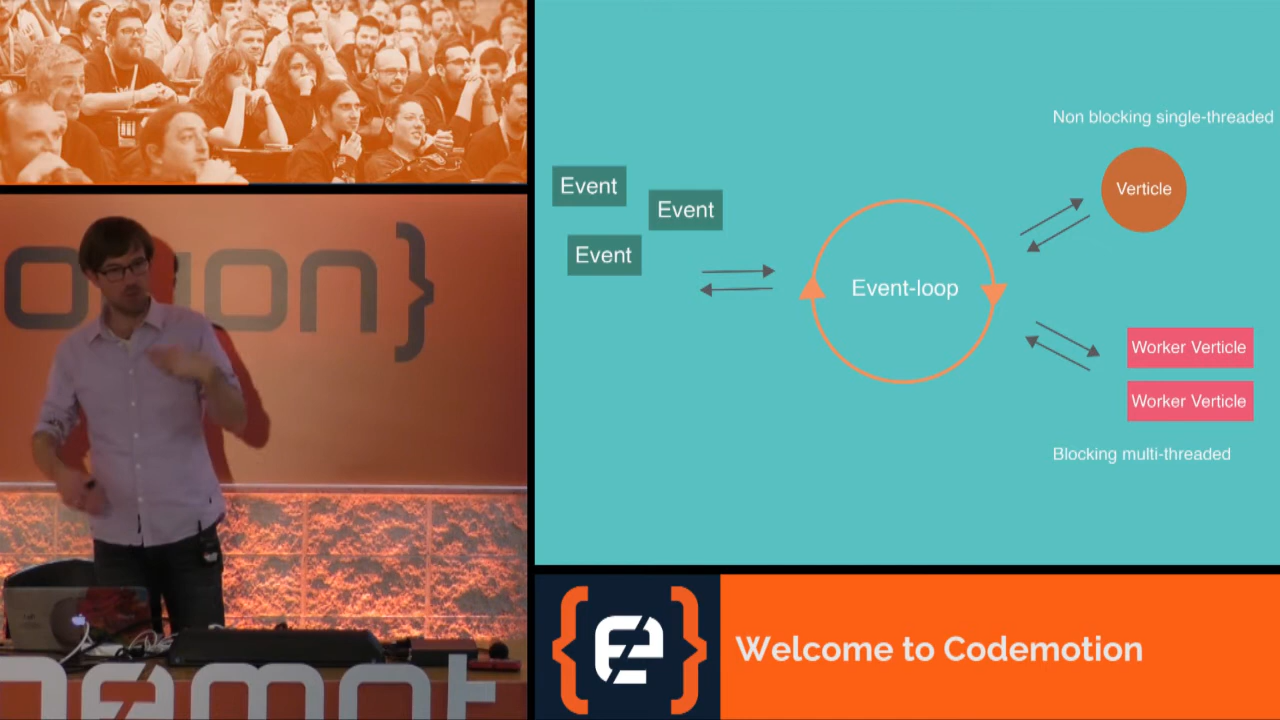 Non blocking single-threaded
Event
Event
Verticle
Event
Event-loop
Worker Verticle
Worker Verticle
Blocking multi-threaded
Welcome to Codemotion